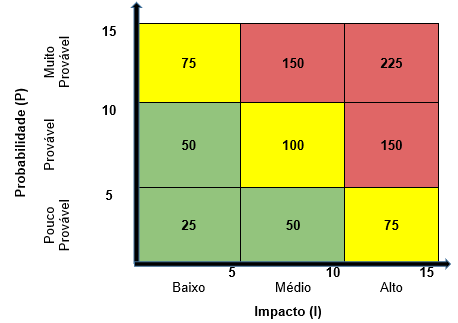 Probabilidade (P)
15
Muito
Provável
75
150
225
10
Provável
50
100
150
5
Pouco
Provável
25
50
75
5
10
15
Baixo
Médio
Alto
Impacto (I)